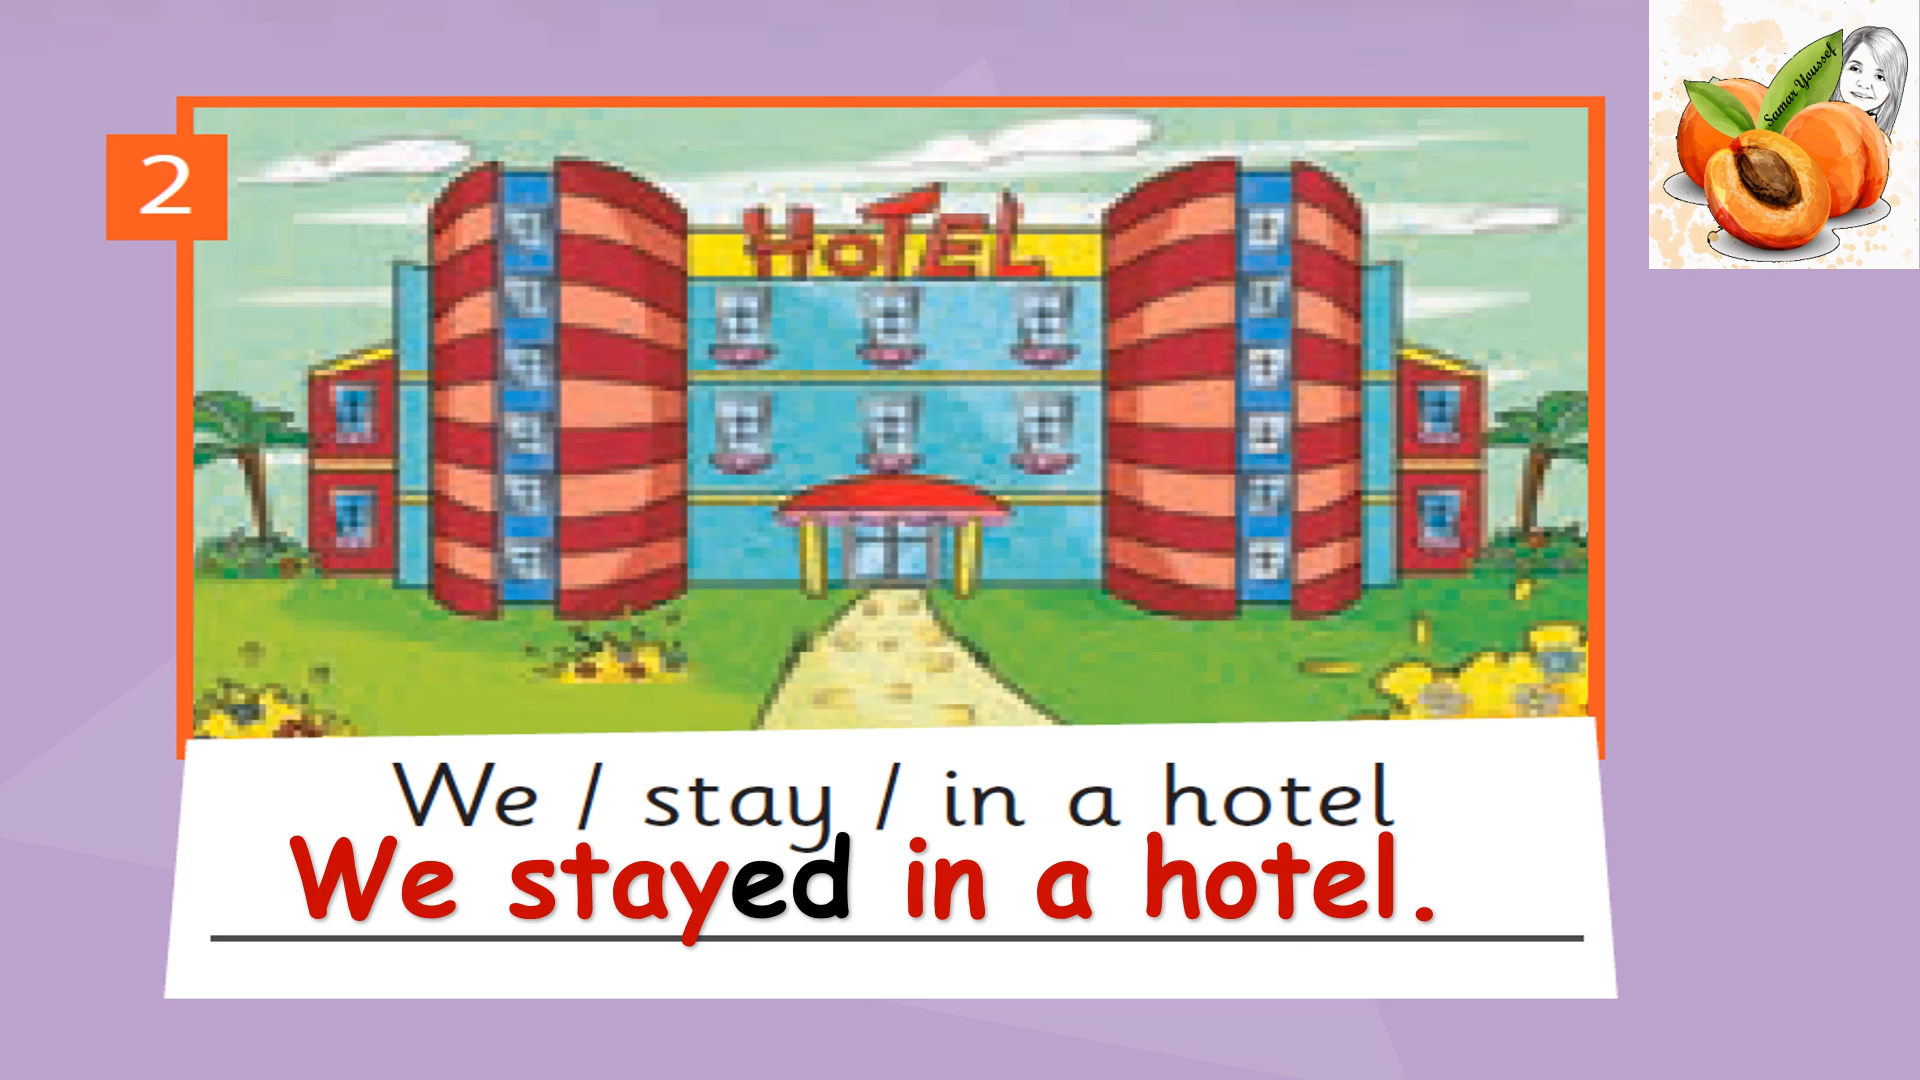 2
HOTEL
We / stay / in a hotel
We stayed in a hotel.
Samar Youssef